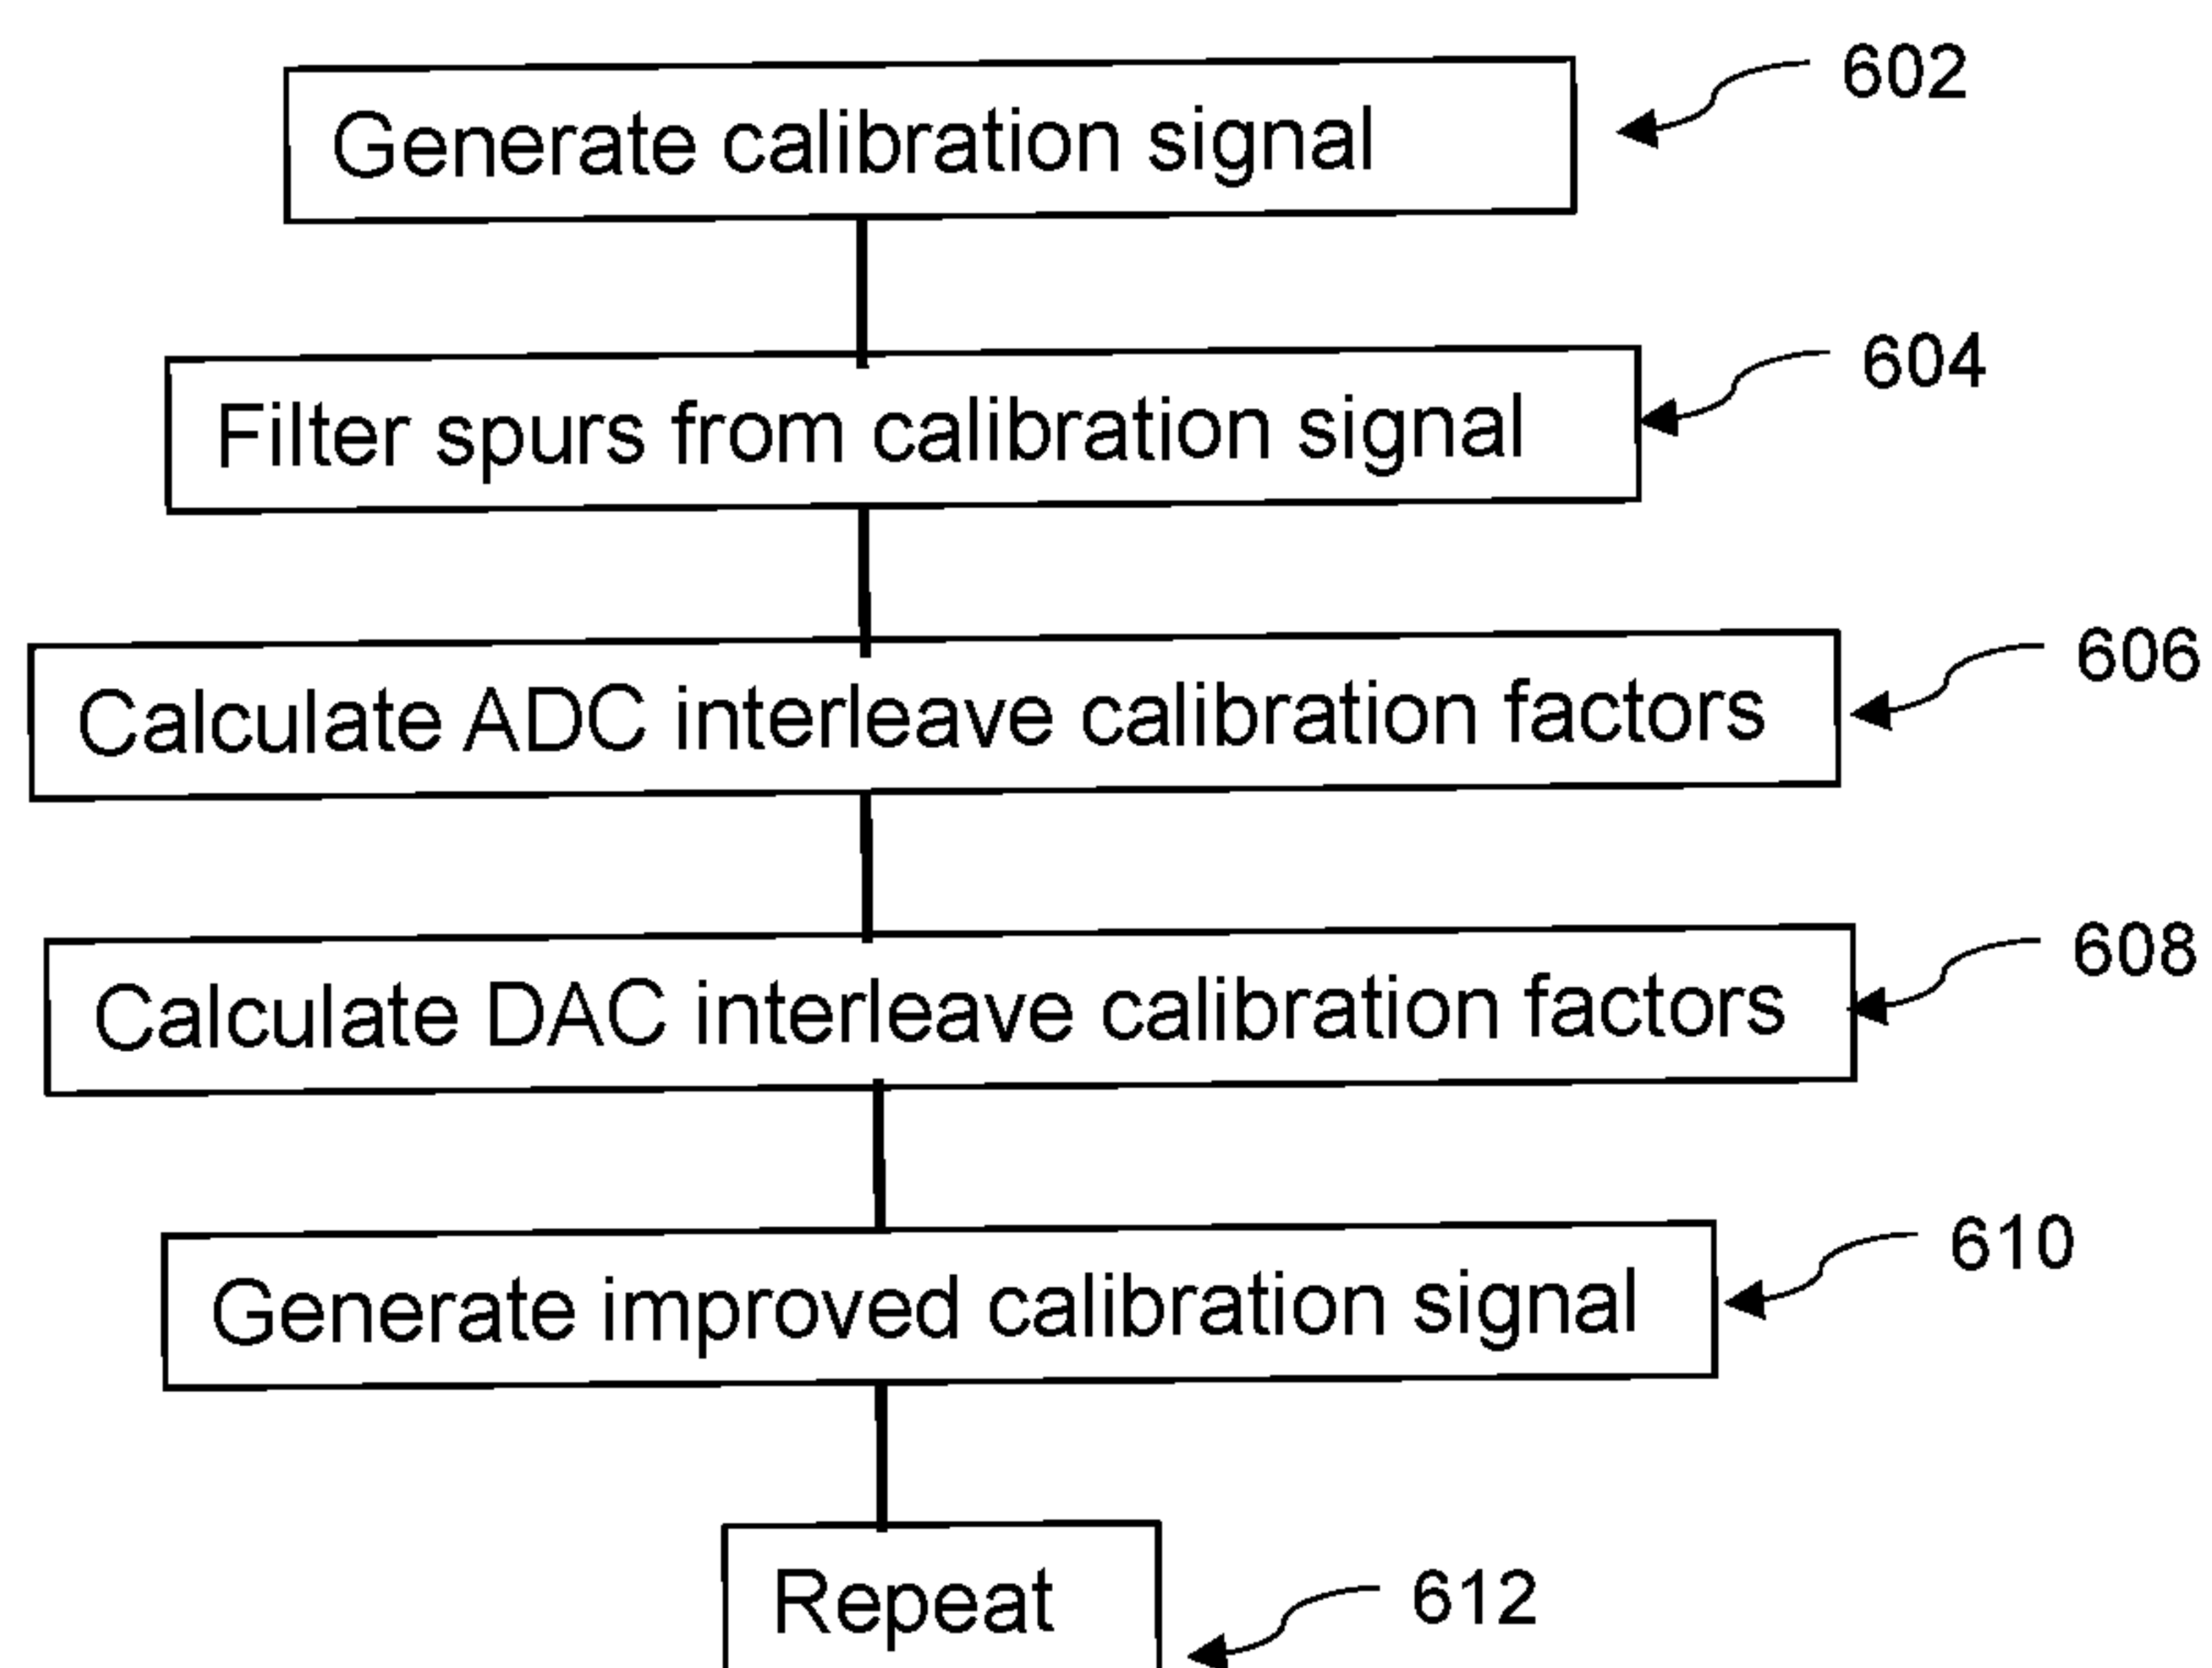 Generate calibration signal
602
Filter spurs from calibration signal
604
Calculate ADC interleave calibration factors
606
Calculate DAC interleave calibration factors
608
Generate improved calibration signal
610
Repeat
612